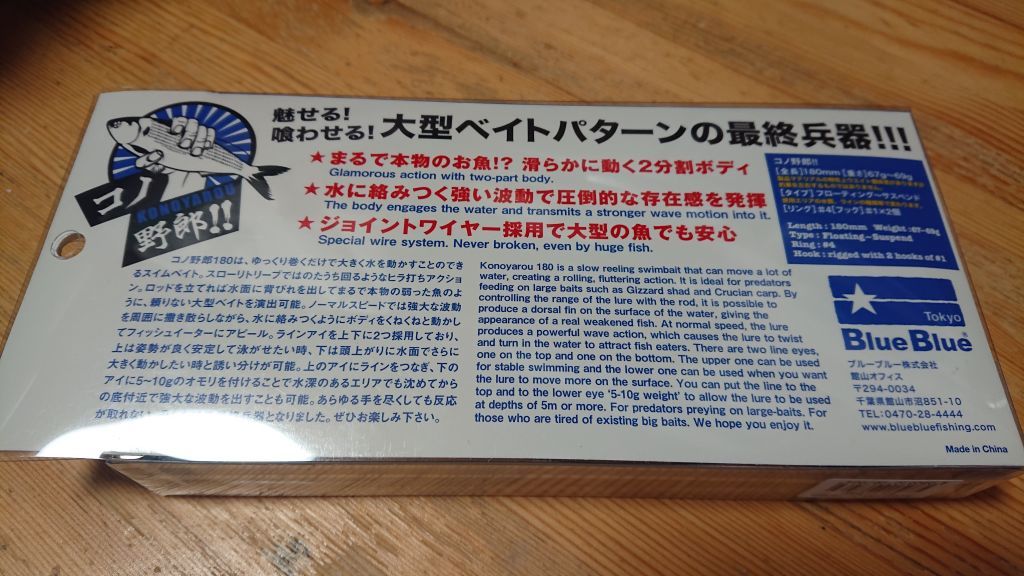 魅せる!
喰わせる!
大型ベイトパターンの最終兵器!!!
コノ
KONOYAROU
野郎!!
★まるで本物のお魚!? 滑らかに動く2分割ボディ
Glamorous action with two-part body.
★水に絡みつく強い波動で圧倒的な存在感を発揮
The body engages the water and transmits a stronger wave motion into it.
★ジョイントワイヤー採用で大型の魚でも安心
Special wire system. Never broken, even by huge fish.
コノ野郎!!
[全長]180mm[重さ]67g〜69g
[タイプ]フローティング〜サスペンド
[リング]#4[フック]#1×2個
Length : 180mm Weight : 67-69g
Type : Floating-Suspend
Ring : #4
Hook : rigged with 2 hooks of #1
コノ野郎180は、ゆっくり巻くだけで大きく水を動かすことのでき
るスイムベイト。スローリトリーブではのたうち回るようなヒラ打ちアクショ
ン。ロッドを立てれば水面に背びれを出してまるで本物の弱った魚のよ
うに、頼りない大型ベイトを演出可能。ノーマルスピードでは強大な波動
を周囲に撒き散らしながら、水に絡みつくようにボディをくねくねと動かし
てフィッシュイーターにアピール。ラインアイを上下に2つ採用しており、
上は姿勢が良く安定して泳がせたい時、下は頭上がりに水面でさらに
大きく動かしたい時と誘い分けが可能。上のアイにラインをつなぎ、下の
アイに5〜10gのオモリを付けることで水深のあるエリアでも沈めてから
の底付近で強大な波動を出すことも可能。あらゆる手を尽くしても反応
が取れない 兵器となりました。ぜひお楽しみ下さい。
Konoyarou 180 is a slow reeling swimbait that can move a lot of
water, creating a rolling, fluttering action. It is ideal for predators
feeding on large baits such as Gizzard shad and Crucian carp. By
controlling the range of the lure with the rod, it is possible to
produce a dorsal fin on the surface of the water, giving the
appearance of a real weakened fish. At normal speed, the lure
produces a powerful wave action, which causes the lure to twist
and turn in the water to attract fish eaters. There are two line eyes,
one on the top and one on the bottom. The upper one can be used
for stable swimming and the lower one can be used when you want
the lure to move more on the surface. You can put the line to the
top and to the lower eye '5-10g weight' to allow the lure to be used
at depths of 5m or more. For predators preying on large-baits. For
those who are tired of existing big baits. We hope you enjoy it.
Tokyo
BlueBlue
ブルーブルー株式会社
館山オフィス
〒294-0034
千葉県館山市沼851-10
TEL:0470-28-4444
www.bluebluefishing.com
Made in China